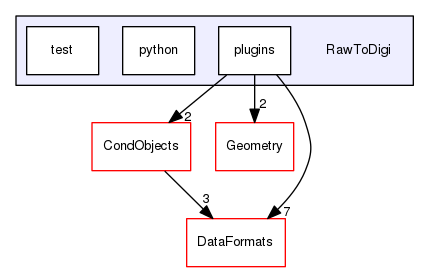 test
python
plugins
RawToDigi
2
2
CondObjects
Geometry
3
7
DataFormats